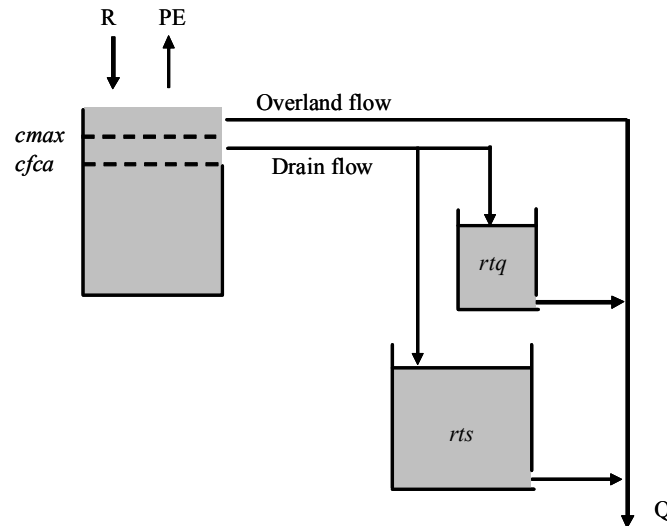 R
PE
Overland flow
cmax
cfca
Drain flow
rtq
rts
Q